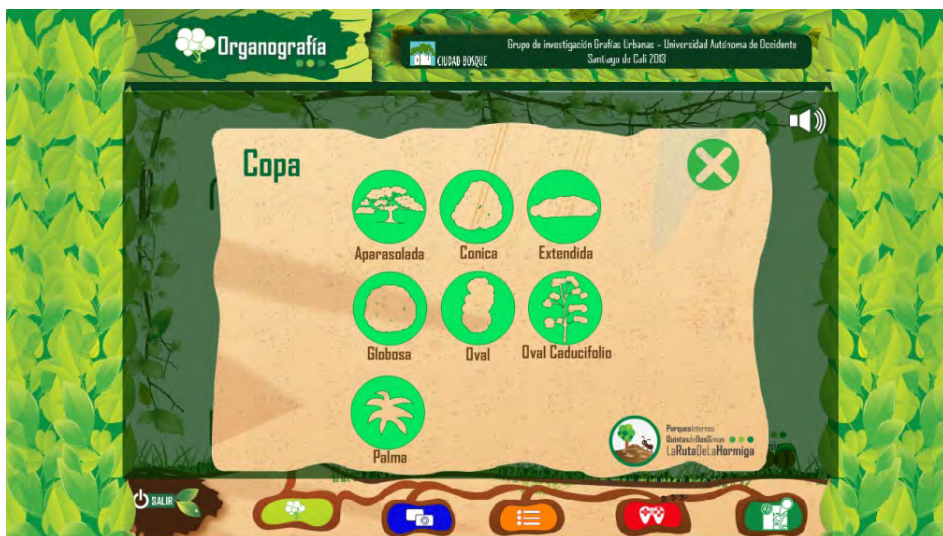 Organografía
CIUDAD BOSQUE
Grupo de investigación Grafías Urbanas - Universidad Autónoma de Occidente
Santiago de Cali 2013
Copa
Aparasolada
Conica
Extendida
Globosa
Oval
Oval Caducifolio
Palma
ParquesInternos
QuintasdeDonSimon
LaRutaDeLaHormiga
SALIR